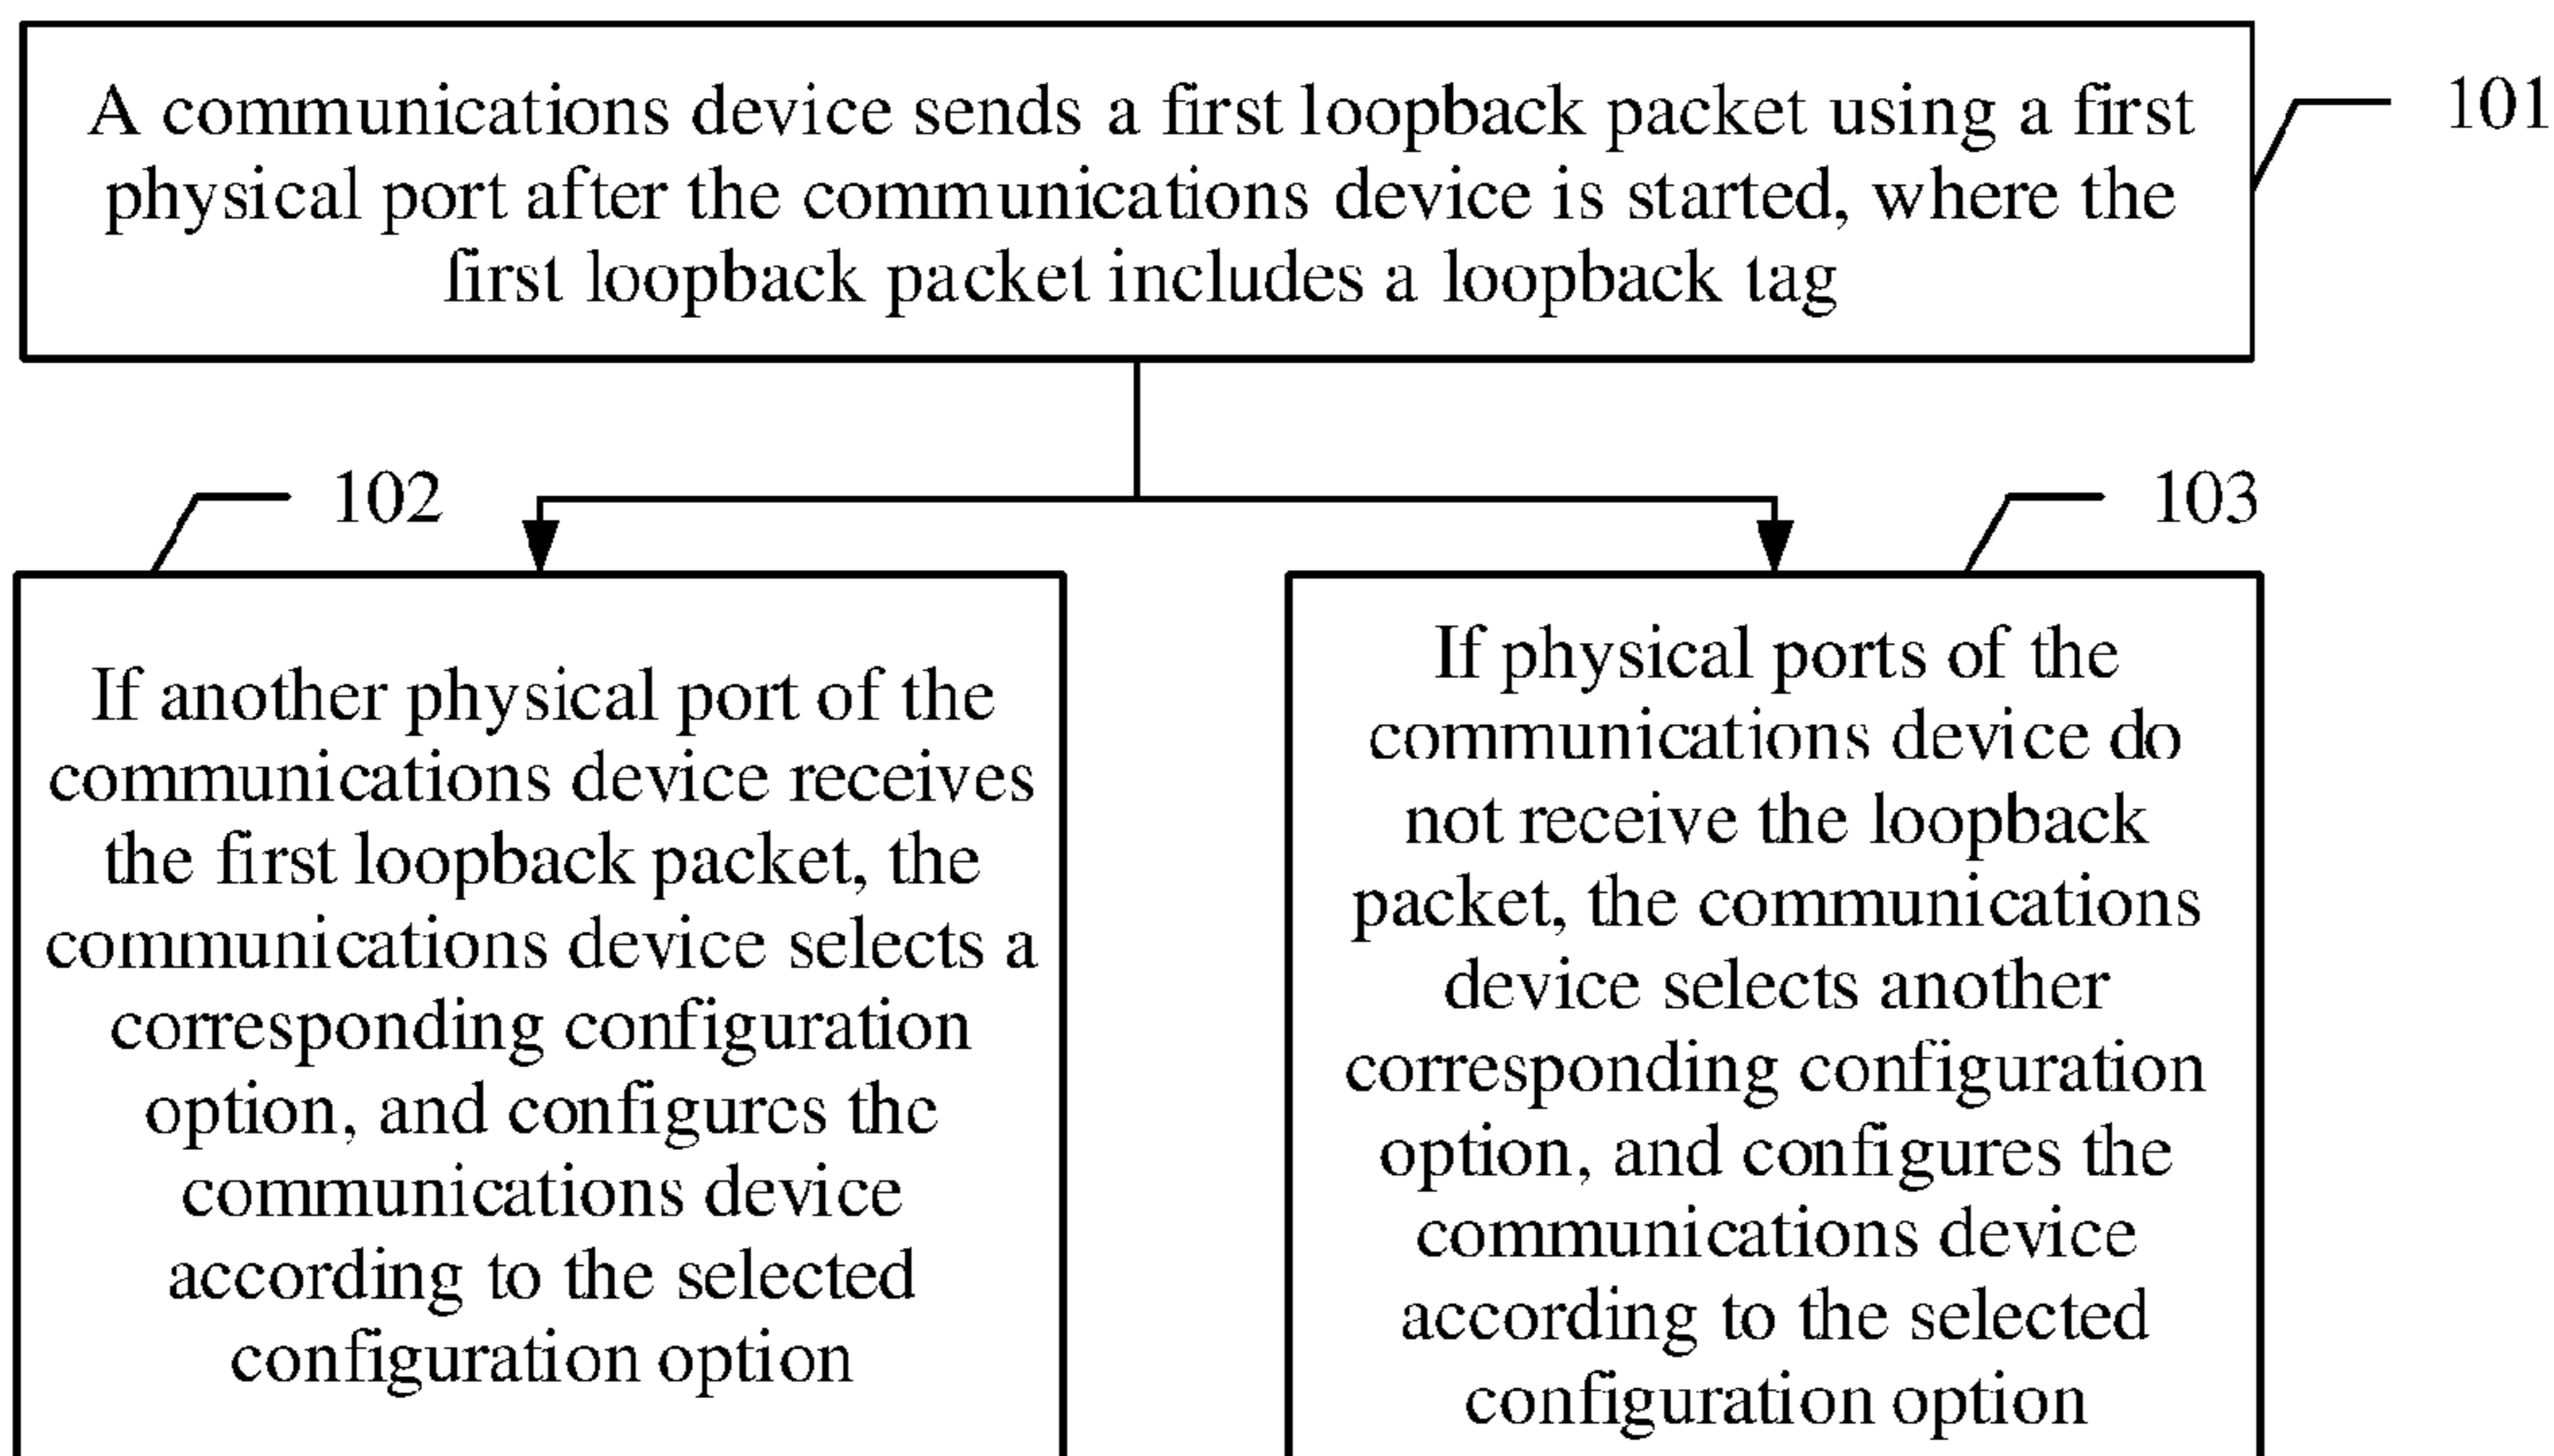 A communications device sends a first loopback packet using a first
physical port after the communications device is started, where the
first loopback packet includes a loopback tag
101
102
If another physical port of the
communications device receives
the first loopback packet, the
communications device selects a
corresponding configuration
option, and configures the
communications device
according to the selected
configuration option
103
If physical ports of the
communications device do
not receive the loopback
packet, the communications
device selects another
corresponding configuration
option, and configures the
communications device
according to the selected
configuration option